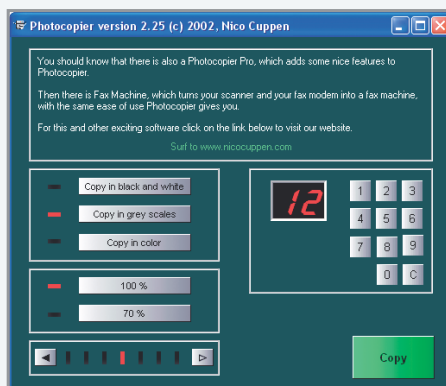 Photocopier version 2.25 (c) 2002, Nico Cuppen
You should know that there is also a Photocopier Pro, which adds some nice features to
Photocopier.
Then there is Fax Machine, which turns your scanner and your fax modem into a fax machine,
with the same ease of use Photocopier gives you.
For this and other exciting software click on the link below to visit our website.
Surf to www.nicocuppen.com
Copy in black and white
Copy in grey scales
Copy in color
100 %
70 %
12
1 2 3
4 5 6
7 8 9
0 C
Copy